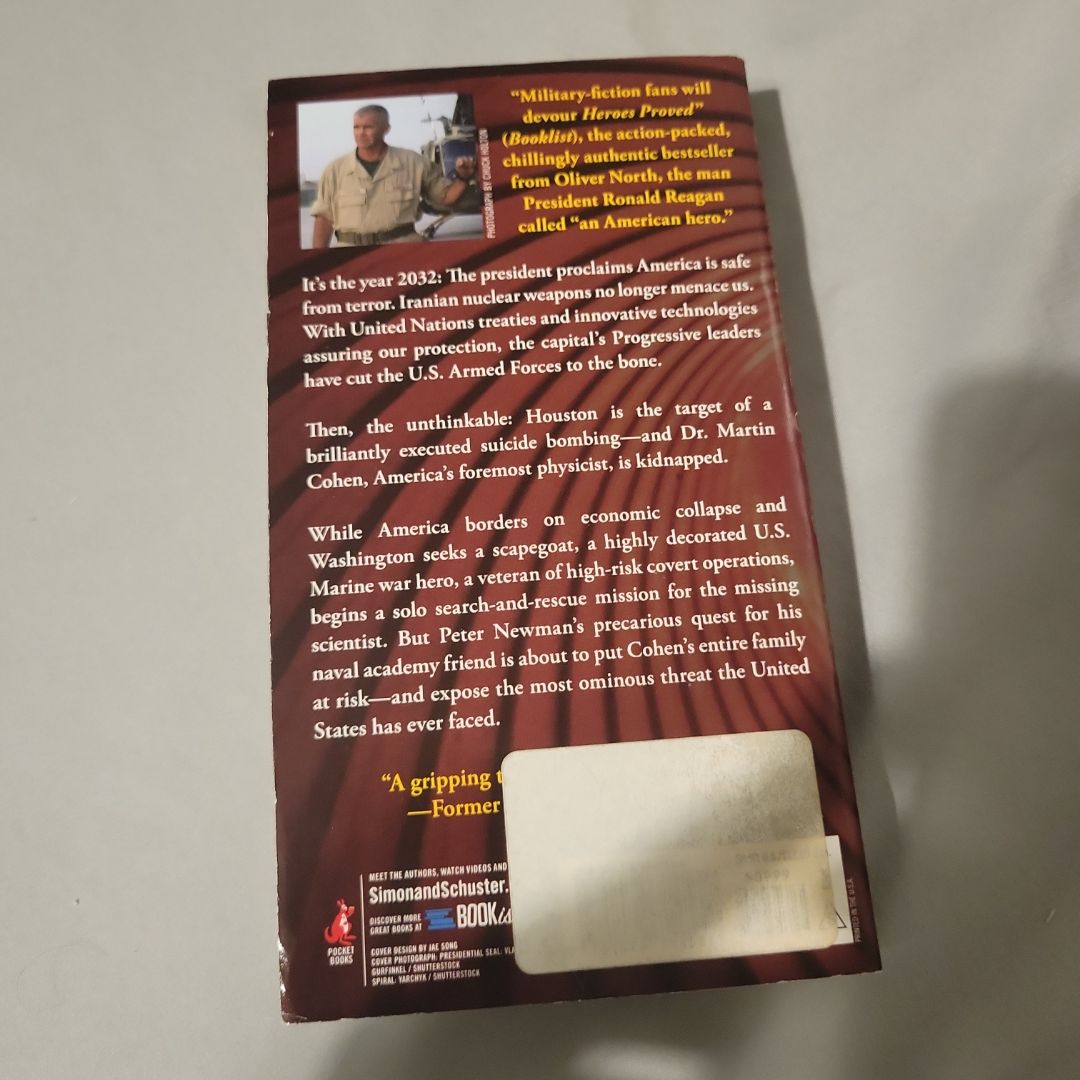 "Military-fiction fans will
devour Heroes Proved"
(Booklist), the action-packed,
chillingly authentic bestseller
from Oliver North, the man
President Ronald Reagan
called "an American hero."
PHOTOGRAPH BY CHUCK HOLTON
It's the year 2032: The president proclaims America is safe
from terror. Iranian nuclear weapons no longer menace us.
With United Nations treaties and innovative technologies
assuring our protection, the capital's Progressive leaders
have cut the U.S. Armed Forces to the bone.
Then, the unthinkable: Houston is the target of a
brilliantly executed suicide bombing—and Dr. Martin
Cohen, America's foremost physicist, is kidnapped.
While America borders on economic collapse and
Washington seeks a scapegoat, a highly decorated U.S.
Marine war hero, a veteran of high-risk covert operations,
begins a solo search-and-rescue mission for the missing
scientist. But Peter Newman's precarious quest for his
naval academy friend is about to put Cohen's entire family
at risk—and expose the most ominous threat the United
States has ever faced.
"A gripping t
—Former
MEET THE AUTHORS, WATCH VIDEOS AND
SimonandSchuster.
DISCOVER MORE
GREAT BOOKS AT
BOOKis
POCKET
BOOKS
COVER DESIGN BY JAE SONG
COVER PHOTOGRAPH: PRESIDENTIAL SEAL: VLA
GURFINKEL / SHUTTERSTOCK
SPIRAL: YARCHYK / SHUTTERSTOCK
PRINTED IN THE U.S.A.